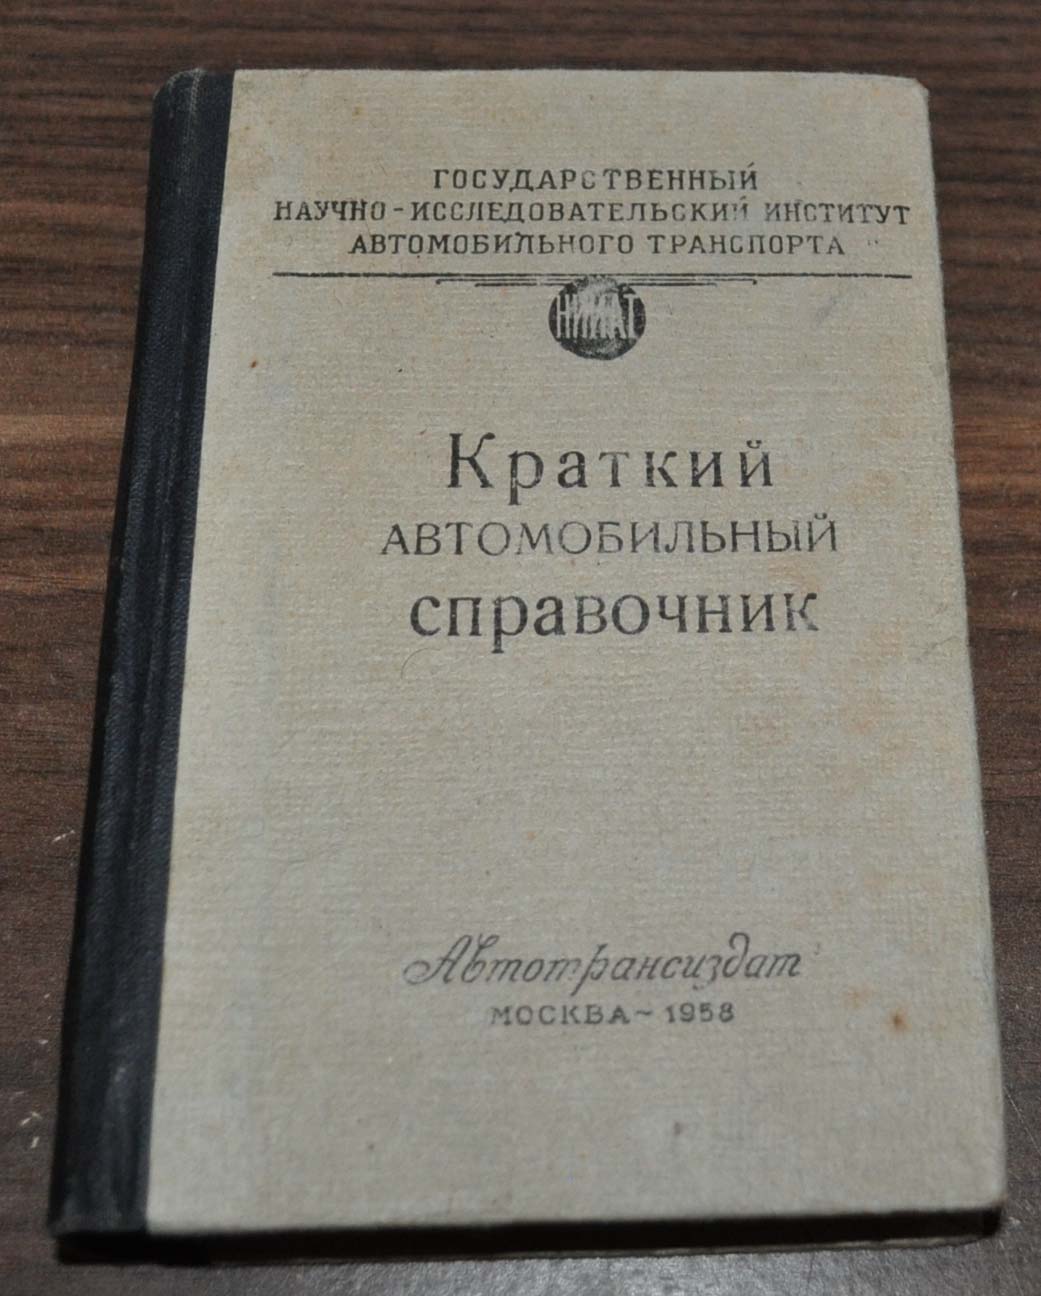 ГОСУДАРСТВЕННЫЙ
НАУЧНО-ИССЛЕДОВАТЕЛЬСКИЙ ИНСТИТУТ
АВТОМОБИЛЬНОГО ТРАНСПОРТА
НИИАТ
Краткий
АВТОМОБИЛЬНЫЙ
справочник
Автотрансиздат
МОСКВА ~ 1958